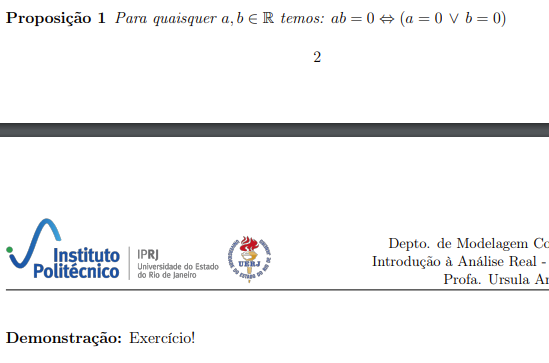 Proposição 1 Para quaisquer a, b ∈ ℝ temos: ab = 0 ⇔ (a = 0 ∨ b = 0)
2
Instituto
Politécnico
IPRJ
Universidade do Estado
do Rio de Janeiro
UERJ
Depto. de Modelagem Co
Introdução à Análise Real -
Profa. Ursula An
Demonstração: Exercício!